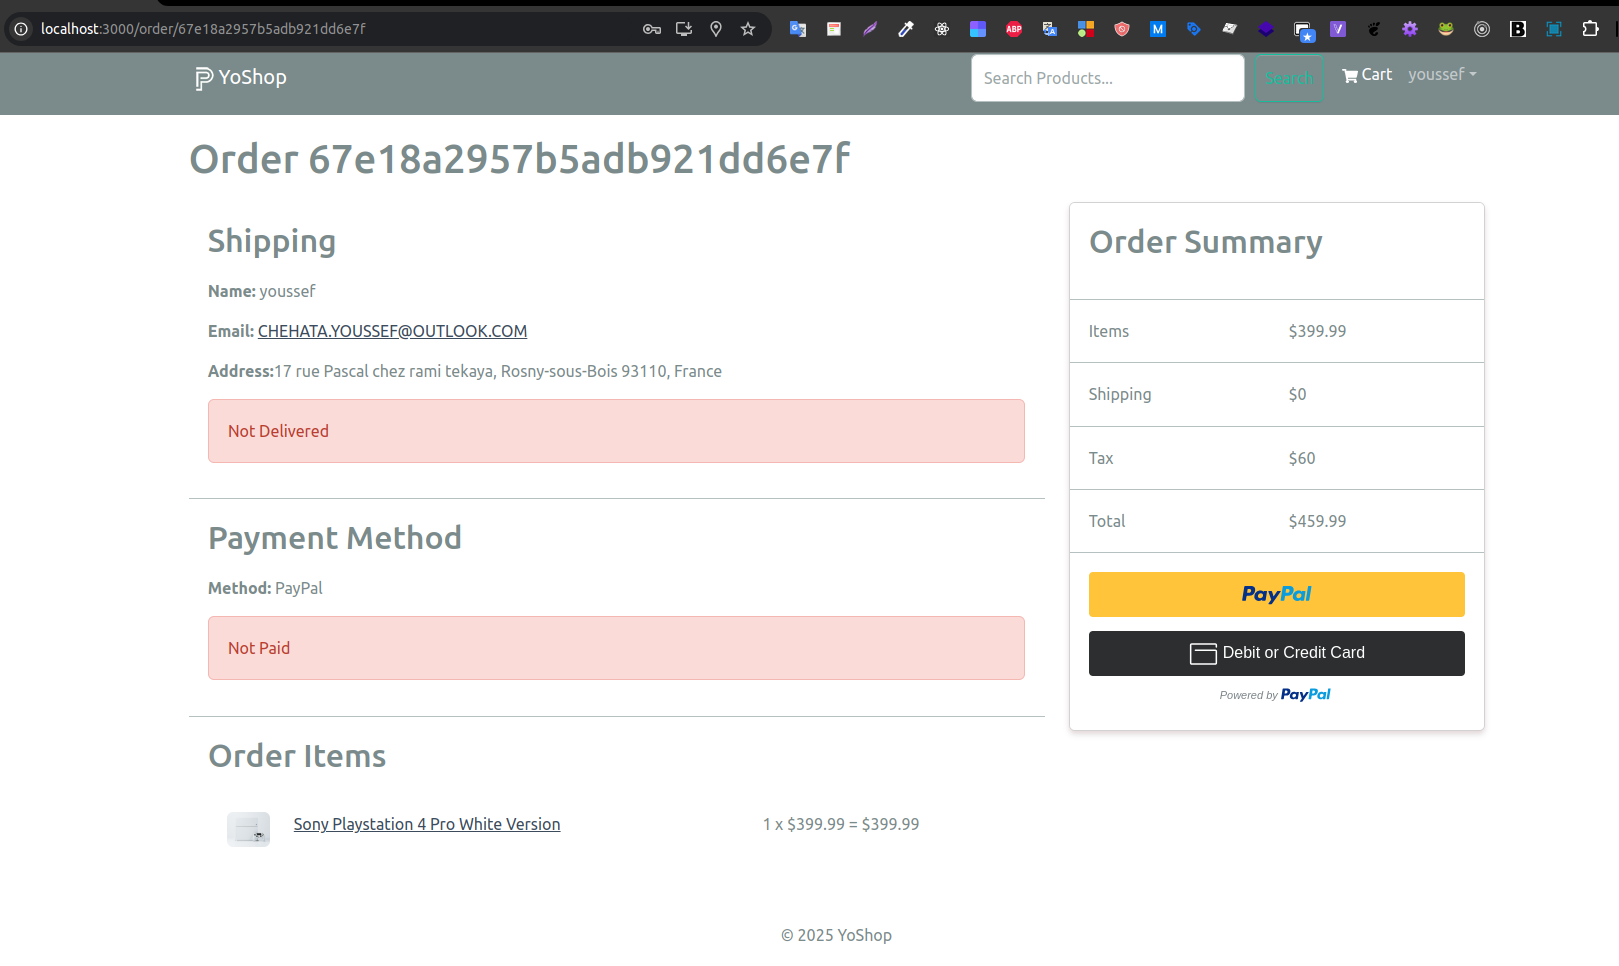 localhost:3000/order/67e18a2957b5adb921dd6e7f
YoShop
Search Products...
Search
Cart
youssef
Order 67e18a2957b5adb921dd6e7f
Shipping
Name: youssef
Email: CHEHATA.YOUSSEF@OUTLOOK.COM
Address:17 rue Pascal chez rami tekaya, Rosny-sous-Bois 93110, France
Not Delivered
Payment Method
Method: PayPal
Not Paid
Order Items
Sony Playstation 4 Pro White Version
1 x $399.99 = $399.99
Order Summary
Items $399.99
Shipping $0
Tax $60
Total $459.99
PayPal
Debit or Credit Card
Powered by PayPal
© 2025 YoShop